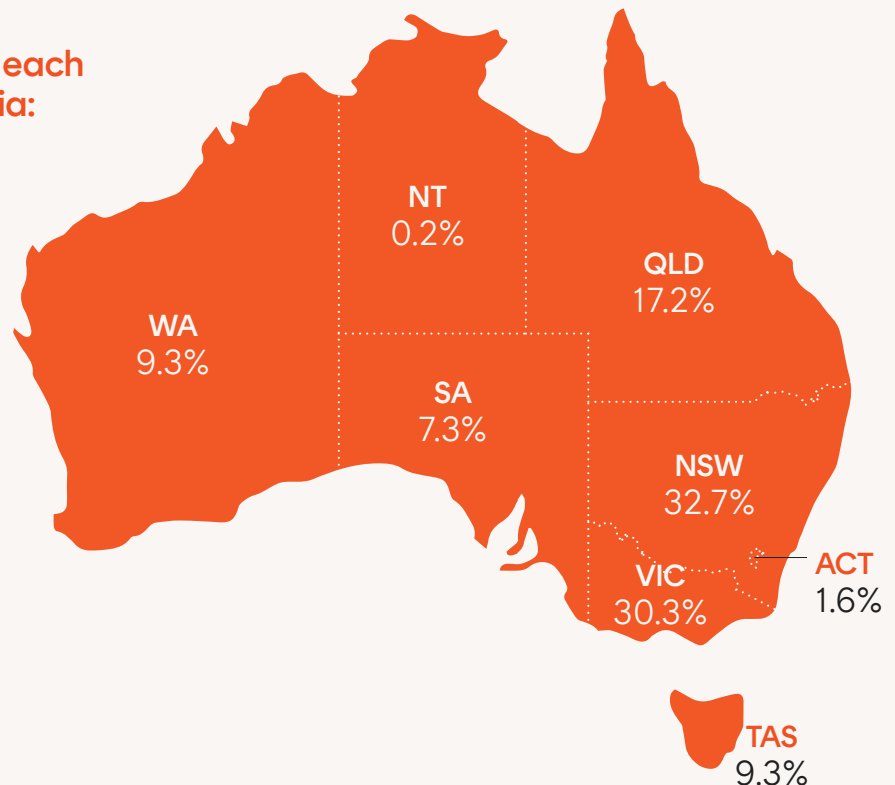 each
ia:
NT
0.2%
QLD
17.2%
WA
9.3%
SA
7.3%
NSW
32.7%
ACT
1.6%
VIC
30.3%
TAS
9.3%